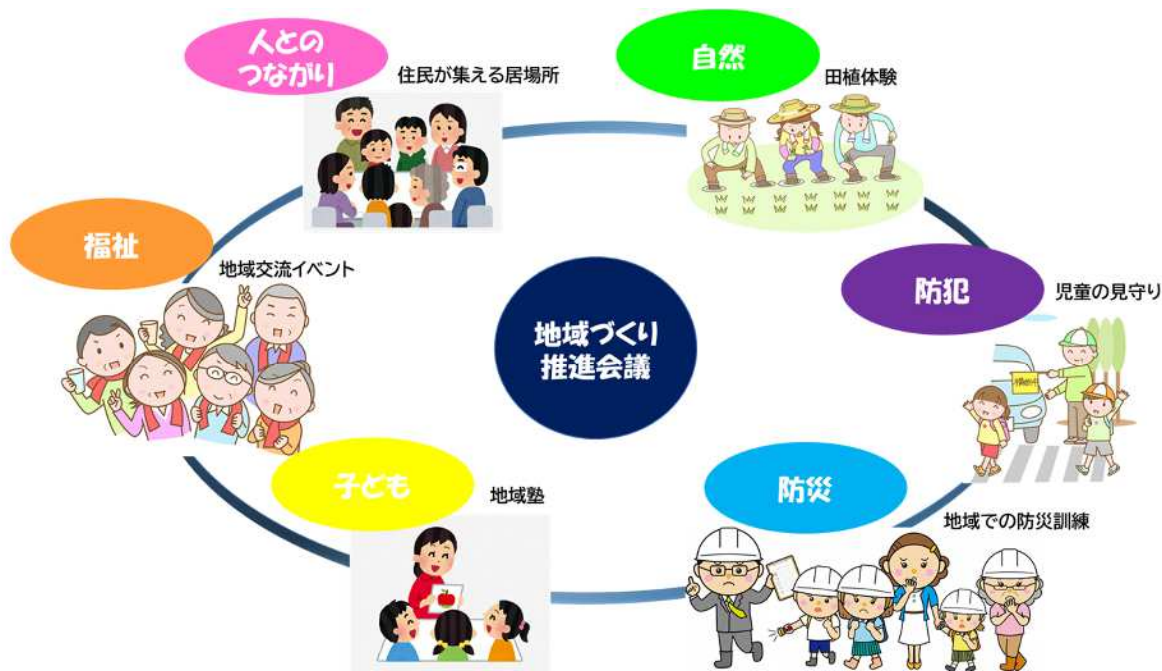 人との
つながり
住民が集える居場所
自然
田植体験
福祉
地域交流イベント
防犯
児童の見守り
地域づくり
推進会議
子ども
地域塾
防災
地域での防災訓練